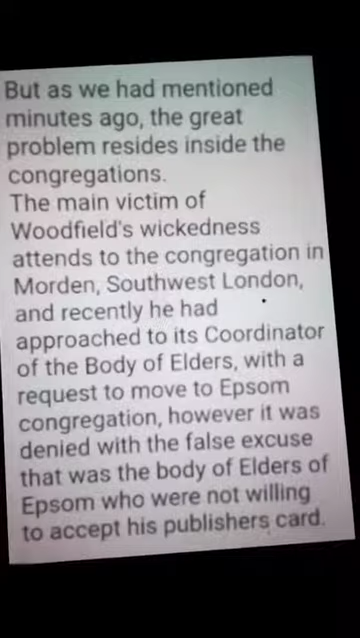 But as we had mentioned
minutes ago, the great
problem resides inside the
congregations.
The main victim of
Woodfield's wickedness
attends to the congregation in
Morden, Southwest London,
and recently he had
approached to its Coordinator
of the Body of Elders, with a
request to move to Epsom
congregation, however it was
denied with the false excuse
that was the body of Elders of
Epsom who were not willing
to accept his publishers card.